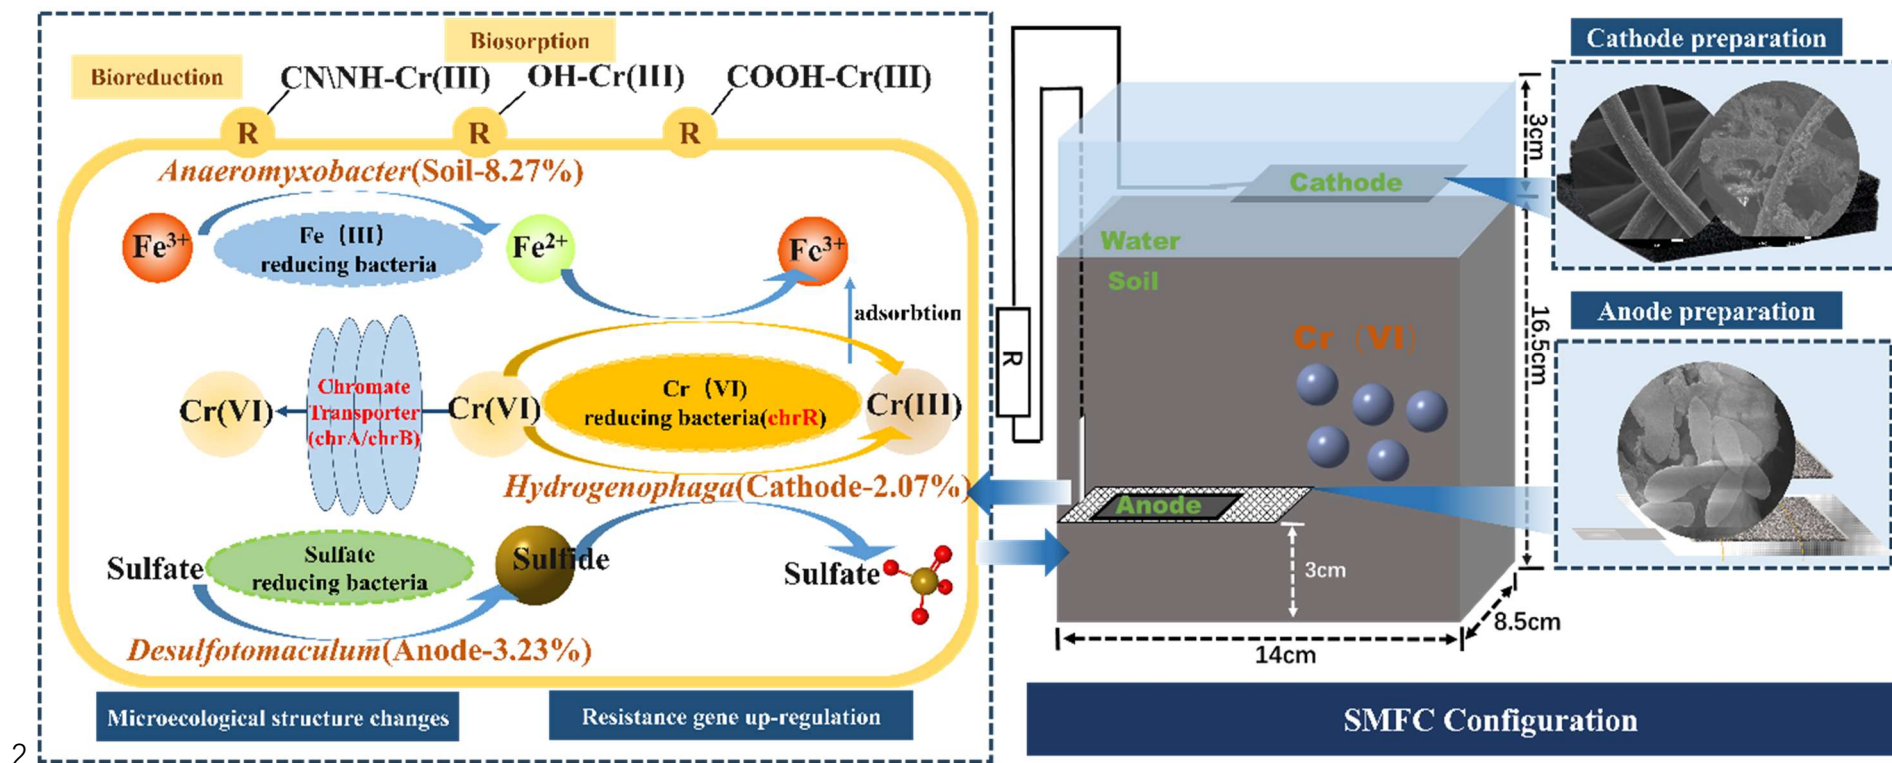 Bioreduction
Biosorption
CN\NH-Cr(III)
OH-Cr(III)
COOH-Cr(III)
R
R
R
Anaeromyxobacter(Soil-8.27%)
Fe³⁺
Fe (III)
reducing bacteria
Fe²⁺
Fe³⁺
adsorbtion
Cr(VI)
Chromate
Transporter
(chrA/chrB)
Cr(VI)
Cr (VI)
reducing bacteria(chrR)
Cr(III)
Hydrogenophaga(Cathode-2.07%)
Sulfate
Sulfate
reducing bacteria
Sulfide
Sulfate
Desulfotomaculum(Anode-3.23%)
Microecological structure changes
Resistance gene up-regulation
2
R
Cathode
Water
Soil
Cr (VI)
Anode
3cm
3cm
16.5cm
8.5cm
14cm
SMFC Configuration
Cathode preparation
Anode preparation